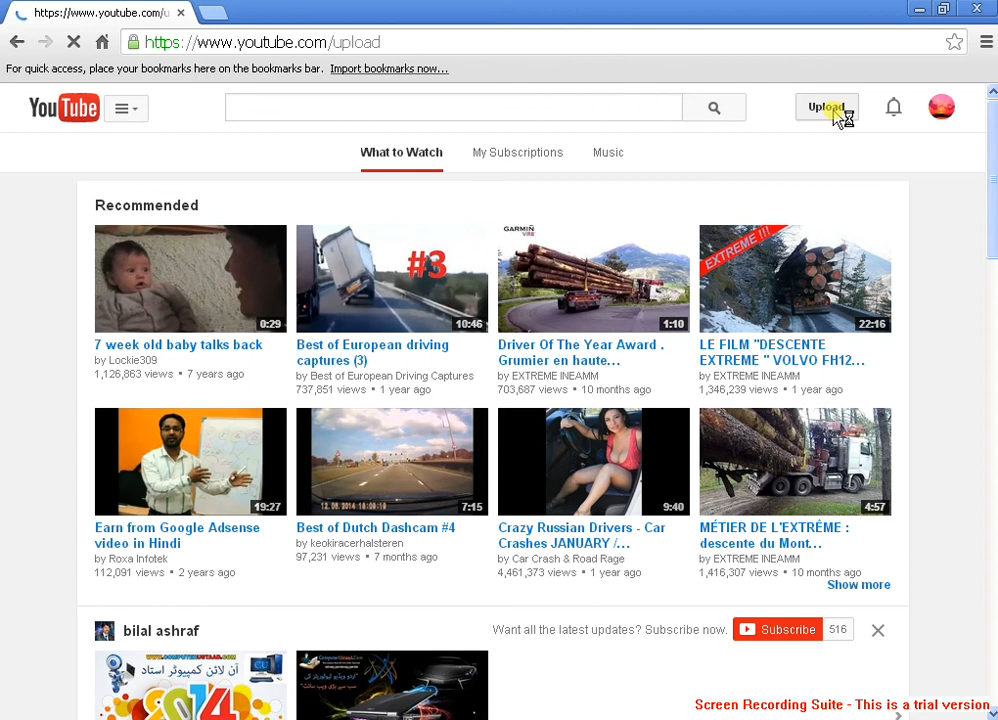 https://www.youtube.com/u
https://www.youtube.com/upload
For quick access, place your bookmarks here on the bookmarks bar. Import bookmarks now...
YouTube
Upload
What to Watch My Subscriptions Music
Recommended
0:29
#3
10:46
GARMIN
VIRB
1:10
EXTREME !!!
22:16
7 week old baby talks back
by Lockie309
1,126,863 views • 7 years ago
Best of European driving
captures (3)
by Best of European Driving Captures
737,851 views • 1 year ago
Driver Of The Year Award .
Grumier en haute...
by EXTREME INEAMM
703,687 views • 10 months ago
LE FILM "DESCENTE
EXTREME " VOLVO FH12...
by EXTREME INEAMM
1,346,239 views • 1 year ago
19:27
7:15
9:40
4:57
Earn from Google Adsense
video in Hindi
by Roxa Infotek
112,091 views • 2 years ago
Best of Dutch Dashcam #4
by keokiracerhalsteren
97,231 views • 7 months ago
Crazy Russian Drivers - Car
Crashes JANUARY /...
by Car Crash & Road Rage
4,461,373 views • 1 year ago
MÉTIER DE L'EXTRÊME :
descente du Mont...
by EXTREME INEAMM
1,416,307 views • 10 months ago
Show more
bilal ashraf
Want all the latest updates? Subscribe now. Subscribe 516
آن لائن کمپیوٹر استاد
2014
Screen Recording Suite - This is a trial version